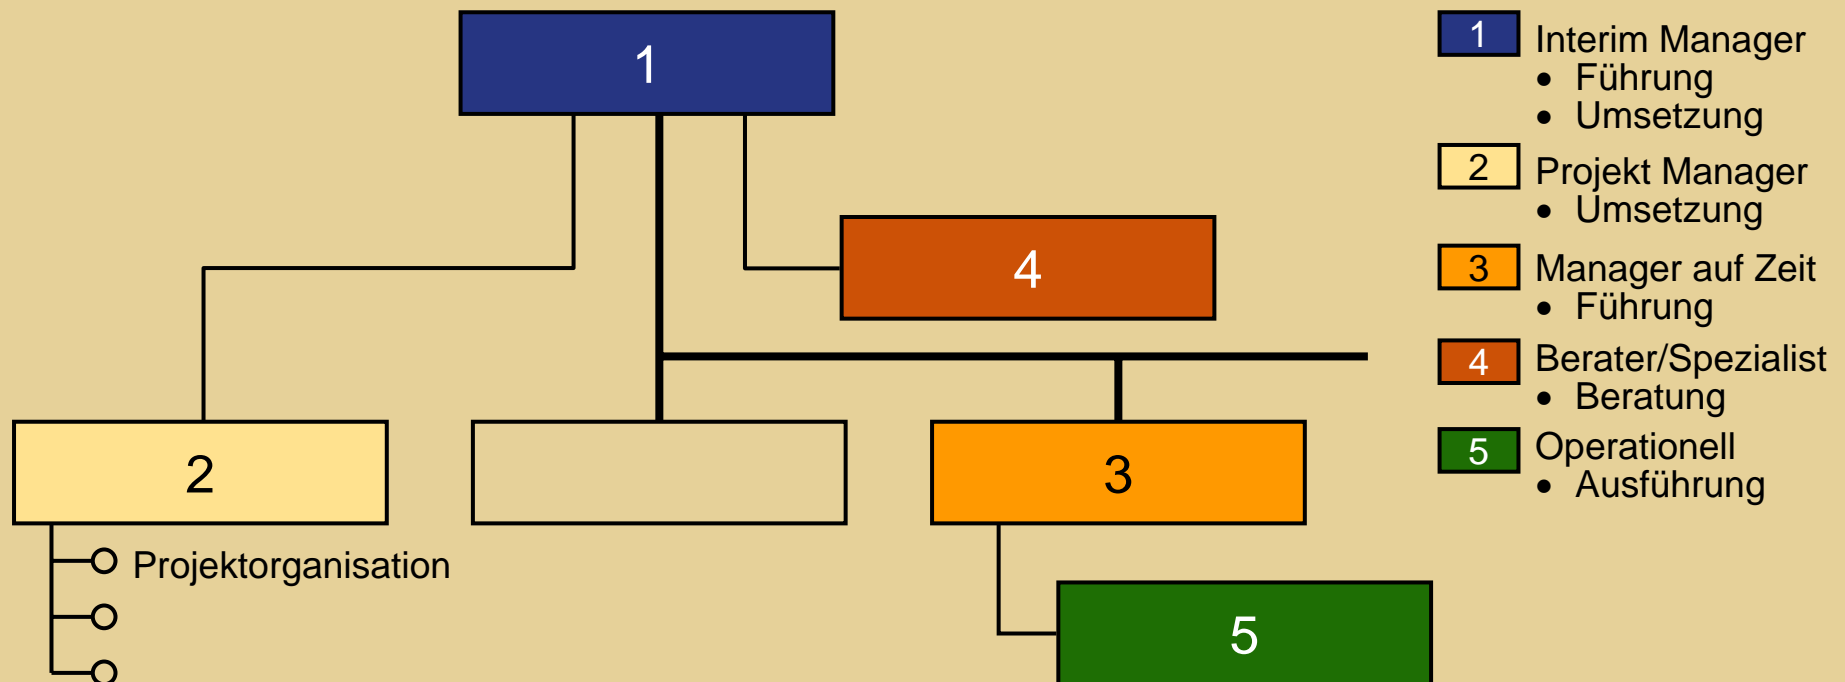 1
4
2
3
Projektorganisation
5
1 Interim Manager
• Führung
• Umsetzung
2 Projekt Manager
• Umsetzung
3 Manager auf Zeit
• Führung
4 Berater/Spezialist
• Beratung
5 Operationell
• Ausführung